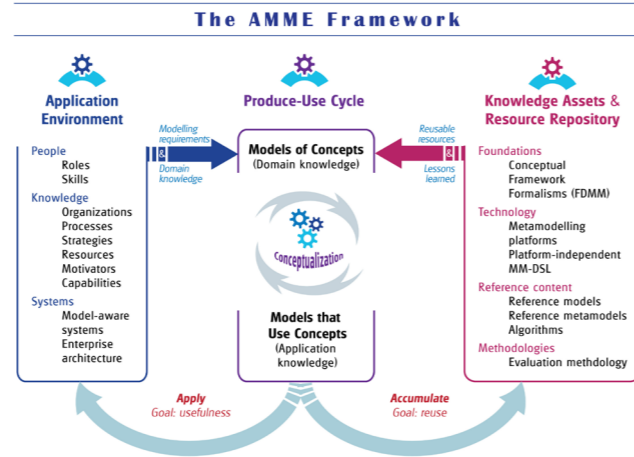 The AMME Framework
Application
Environment
People
Roles
Skills
Knowledge
Organizations
Processes
Strategies
Resources
Motivators
Capabilities
Systems
Model-aware
systems
Enterprise
architecture
Modelling
requirements
&
Domain
knowledge
Produce-Use Cycle
Models of Concepts
(Domain knowledge)
Conceptualization
Models that
Use Concepts
(Application
knowledge)
Reusable
resources
&
Lessons
learned
Knowledge Assets &
Resource Repository
Foundations
Conceptual
Framework
Formalisms (FDMM)
Technology
Metamodelling
platforms
Platform-independent
MM-DSL
Reference content
Reference models
Reference metamodels
Algorithms
Methodologies
Evaluation methdology
Apply
Goal: usefulness
Accumulate
Goal: reuse